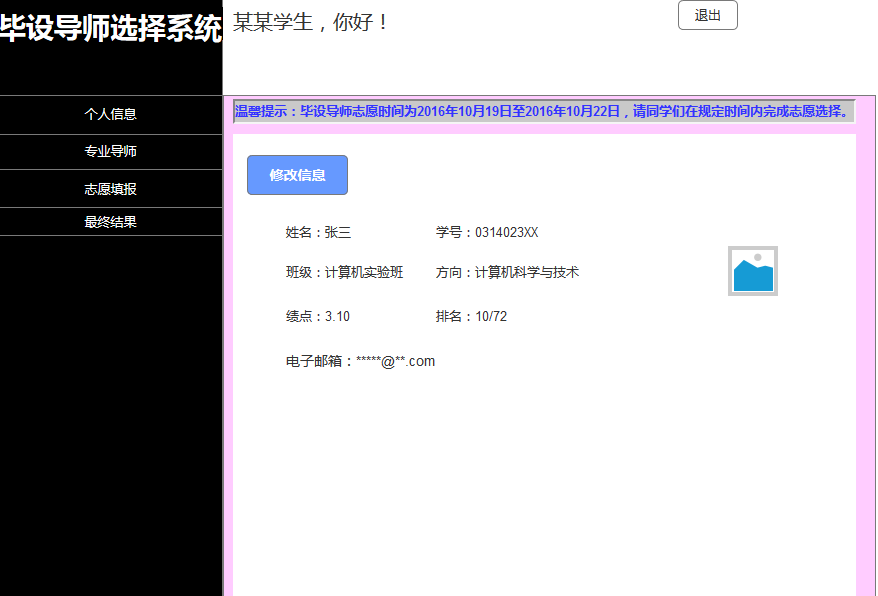 毕设导师选择系统
某某学生，你好！
退出
个人信息
专业导师
志愿填报
最终结果
温馨提示：毕设导师志愿时间为2016年10月19日至2016年10月22日，请同学们在规定时间内完成志愿选择。
修改信息
姓名：张三 学号：0314023XX
班级：计算机实验班 方向：计算机科学与技术
绩点：3.10 排名：10/72
电子邮箱：*****@**.com